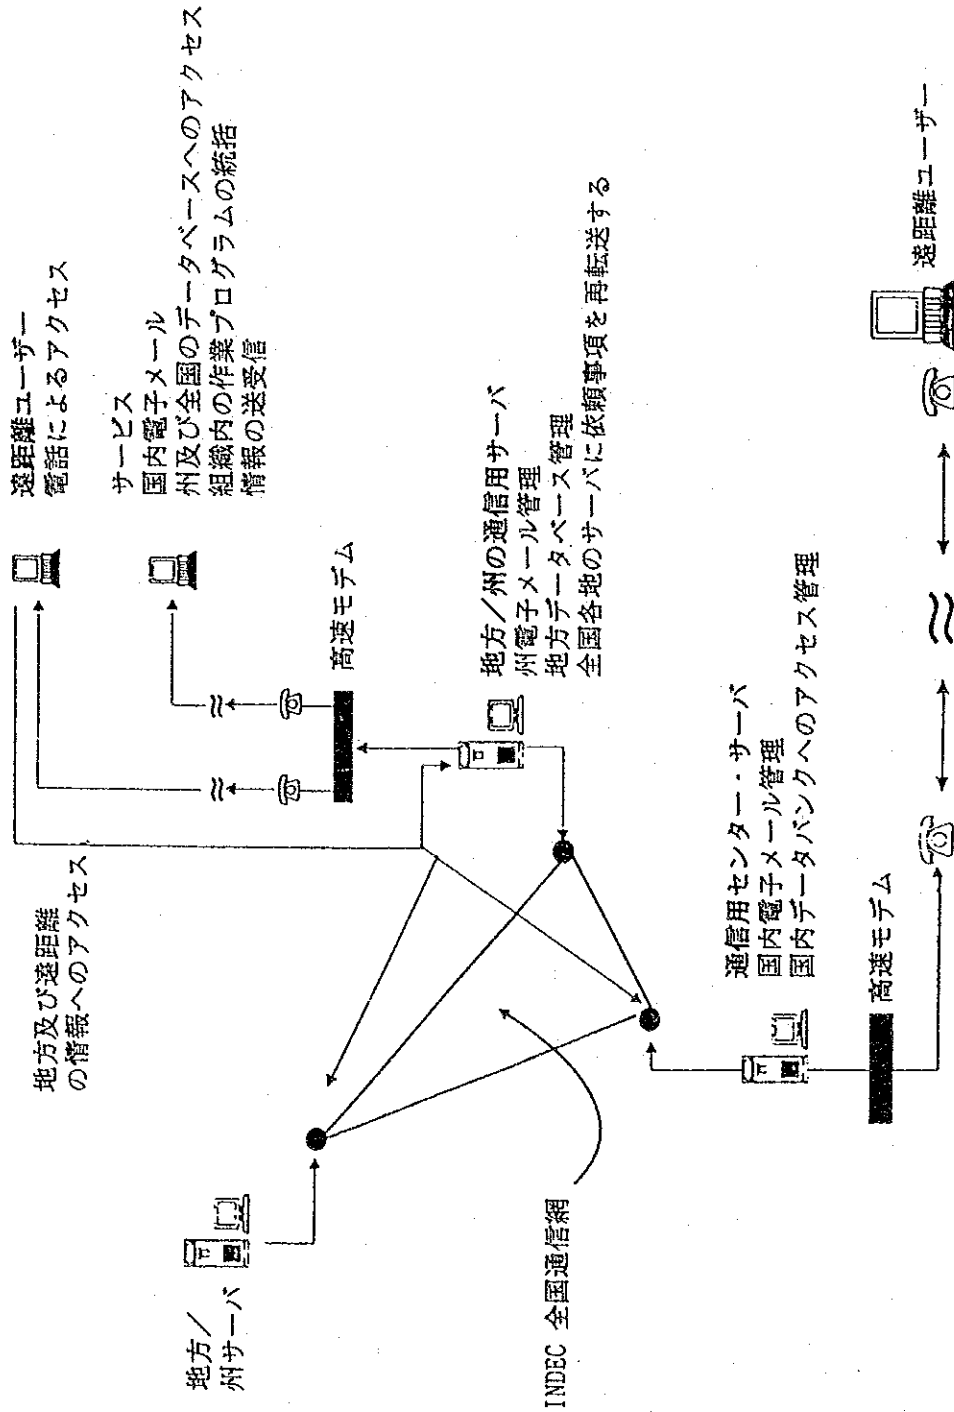 遠距離ユーザー
電話によるアクセス
地方及び遠距離
の情報へのアクセス
サービス
国内電子メール
州及び全国のデータベースへのアクセス
組織内の作業プログラムの統括
情報の送受信
地方／
州サーバ
高速モデム
地方／州の通信用サーバ
州電子メール管理
地方データベース管理
全国各地のサーバに依頼事項を再転送する
INDEC 全国通信網
通信用センター・サーバ
国内電子メール管理
国内データバンクへのアクセス管理
高速モデム
遠距離ユーザー